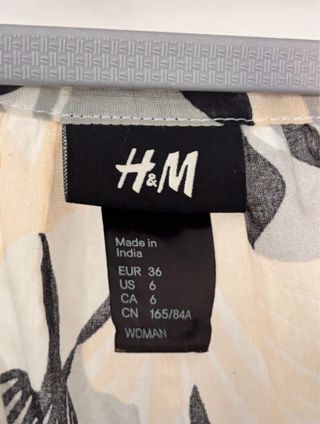 H&M
Made in
India
EUR 36
US 6
CA 6
CN 165/84A
WOMAN